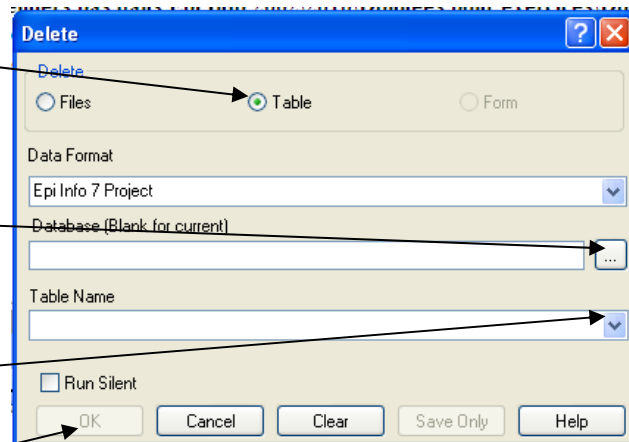 Delete
Delete
Files
Table
Form
Data Format
Epi Info 7 Project
Database (Blank for current)
...
Table Name
Run Silent
OK
Cancel
Clear
Save Only
Help